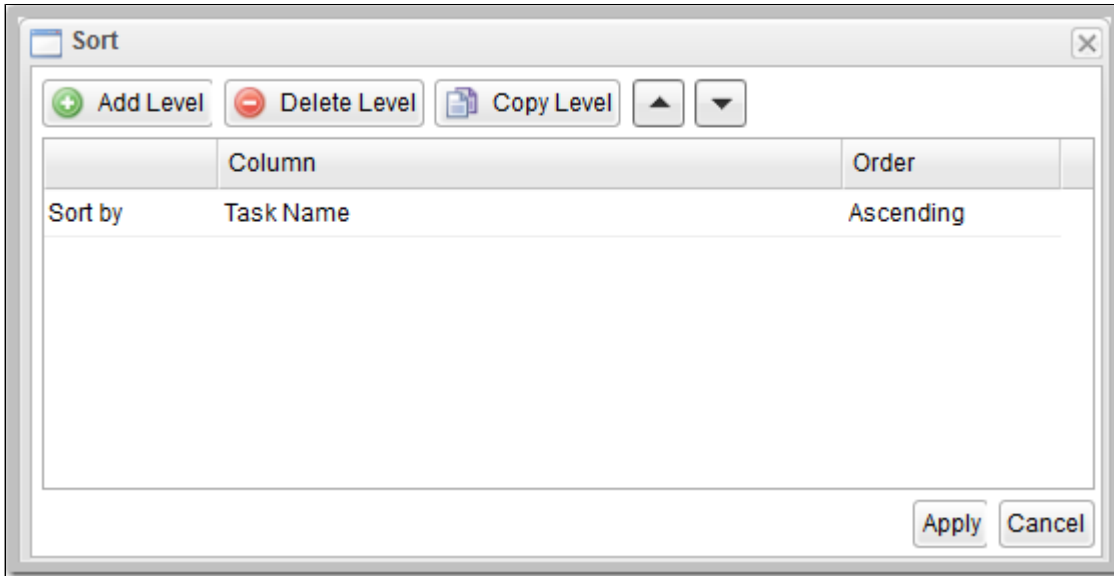 Sort
Add Level Delete Level Copy Level
Column Order
Sort by Task Name Ascending
Apply Cancel